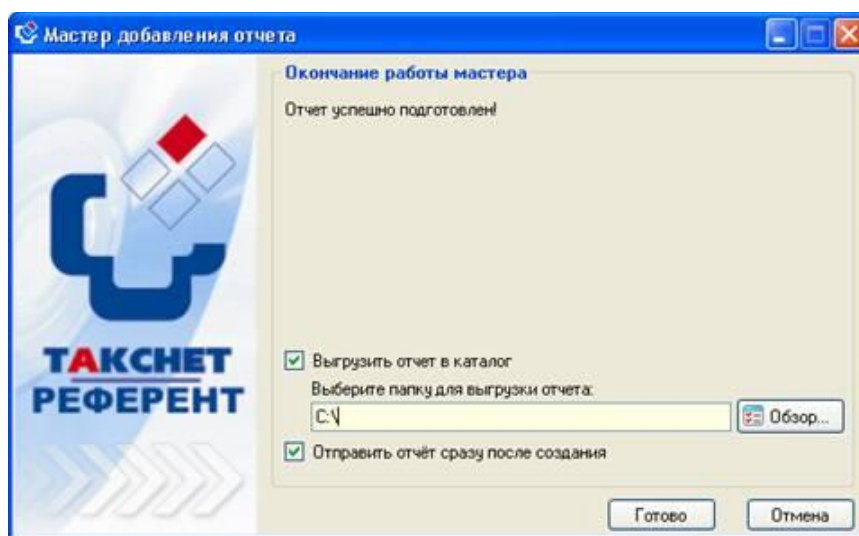 Мастер добавления отчета
Окончание работы мастера
Отчет успешно подготовлен!
ТАКСНЕТ
РЕФЕРЕНТ
Выгрузить отчет в каталог
Выберите папку для выгрузки отчета:
C:\
Обзор...
Отправить отчёт сразу после создания
Готово
Отмена